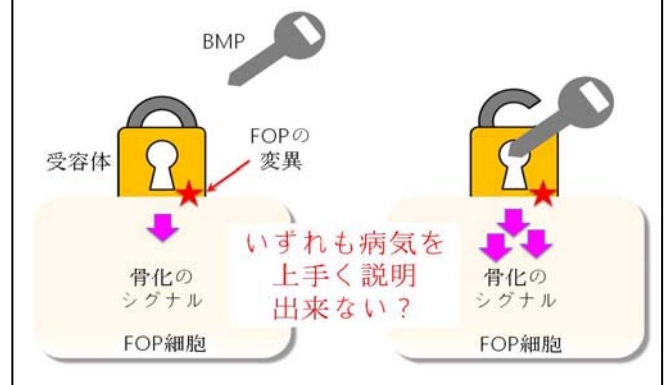 BMP
受容体
FOPの
変異
骨化の
シグナル
FOP細胞
いずれも病気を
上手く説明
出来ない？
骨化の
シグナル
FOP細胞